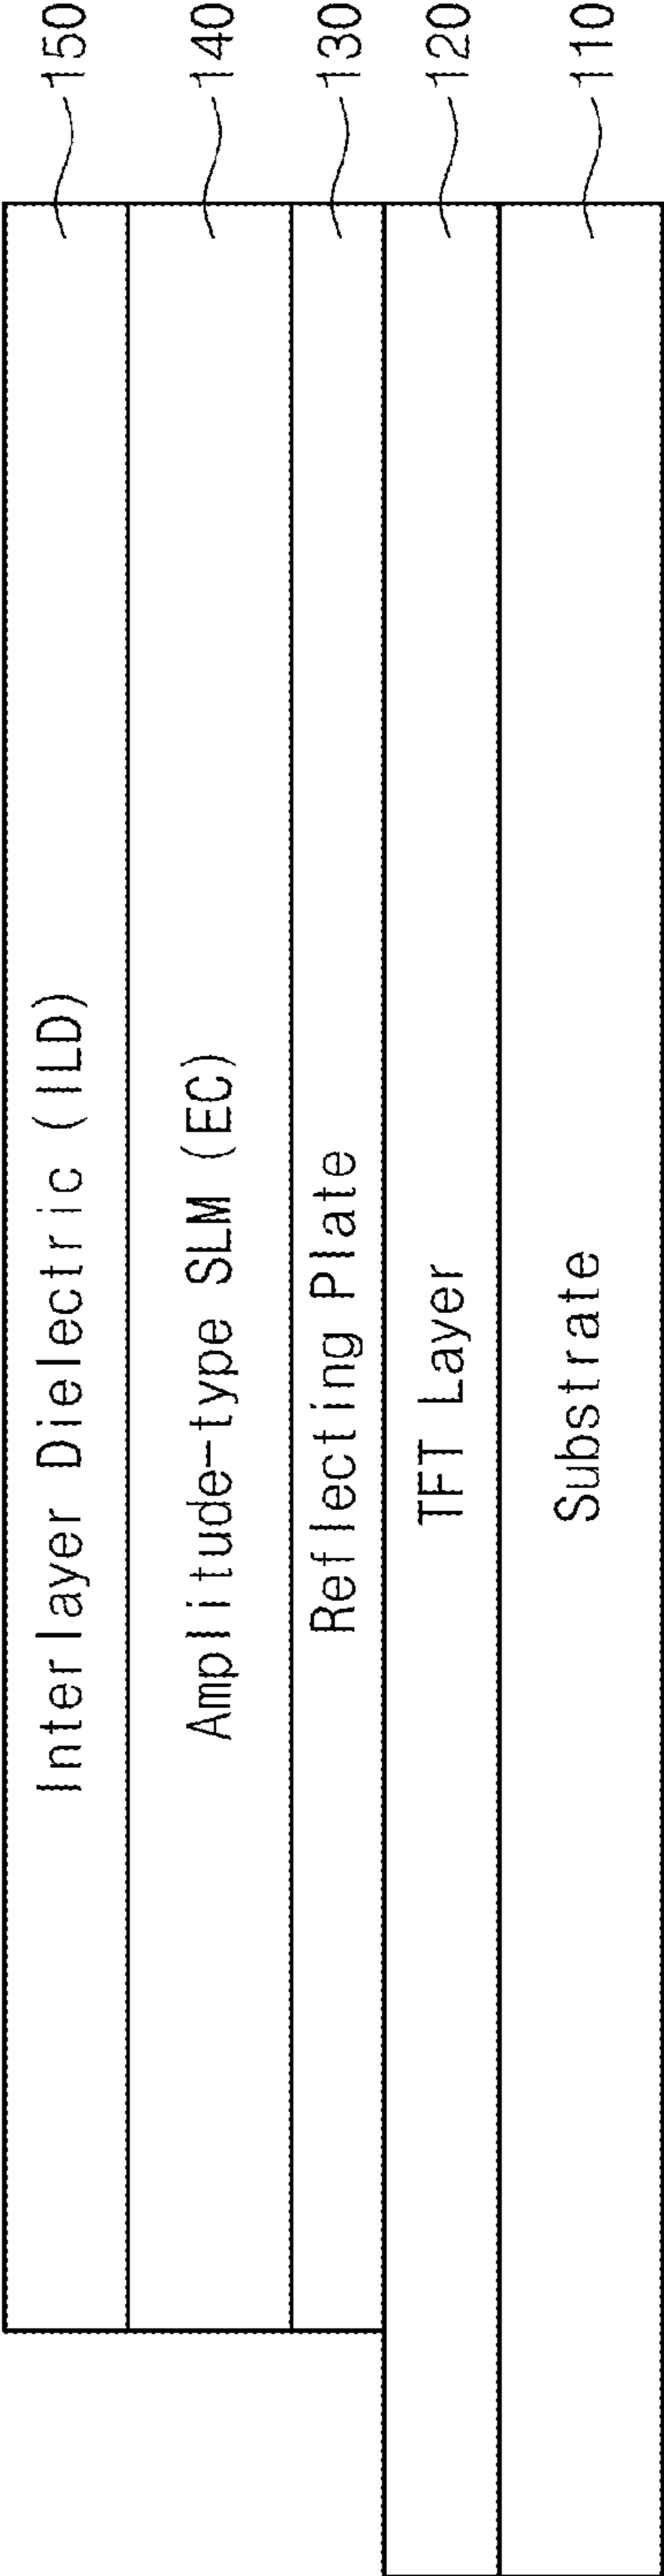 Interlayer Dielectric (ILD) 150
Amplitude-type SLM (EC) 140
Reflecting Plate 130
TFT Layer 120
Substrate 110